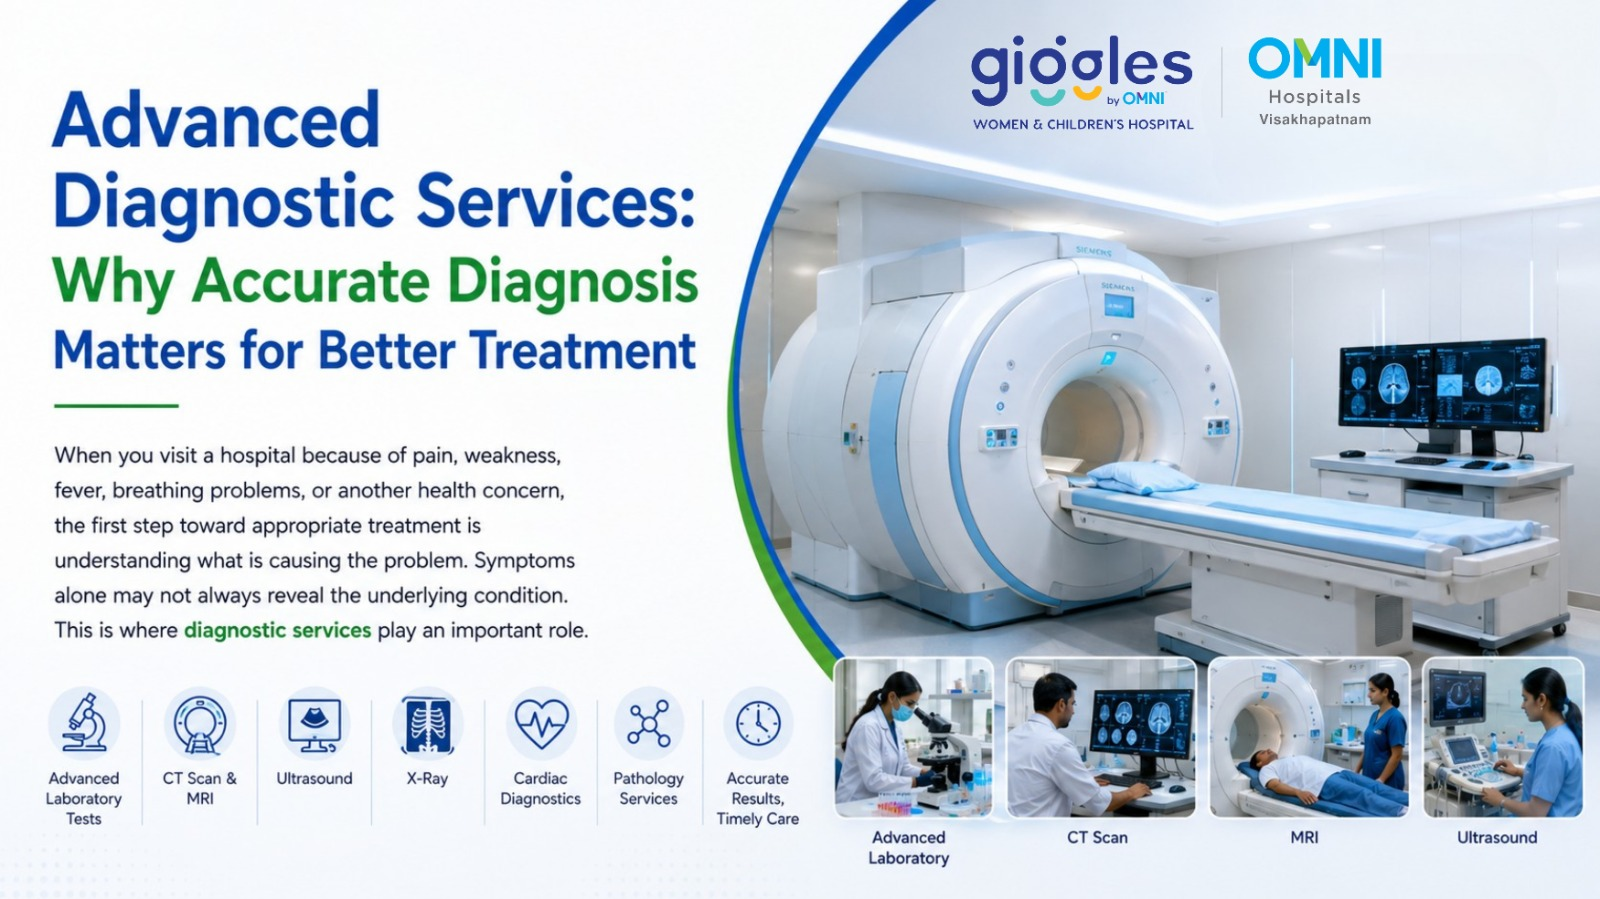 giggles
by OMNI
WOMEN & CHILDREN'S HOSPITAL
OMNI
Hospitals
Visakhapatnam
Advanced
Diagnostic Services:
Why Accurate Diagnosis
Matters for Better Treatment
When you visit a hospital because of pain, weakness,
fever, breathing problems, or another health concern,
the first step toward appropriate treatment is
understanding what is causing the problem. Symptoms
alone may not always reveal the underlying condition.
This is where diagnostic services play an important role.
SIEMENS
SIEMENS
Advanced
Laboratory
Tests
CT Scan &
MRI
Ultrasound
X-Ray
Cardiac
Diagnostics
Pathology
Services
Accurate
Results,
Timely Care
Advanced
Laboratory
CT Scan
MRI
Ultrasound